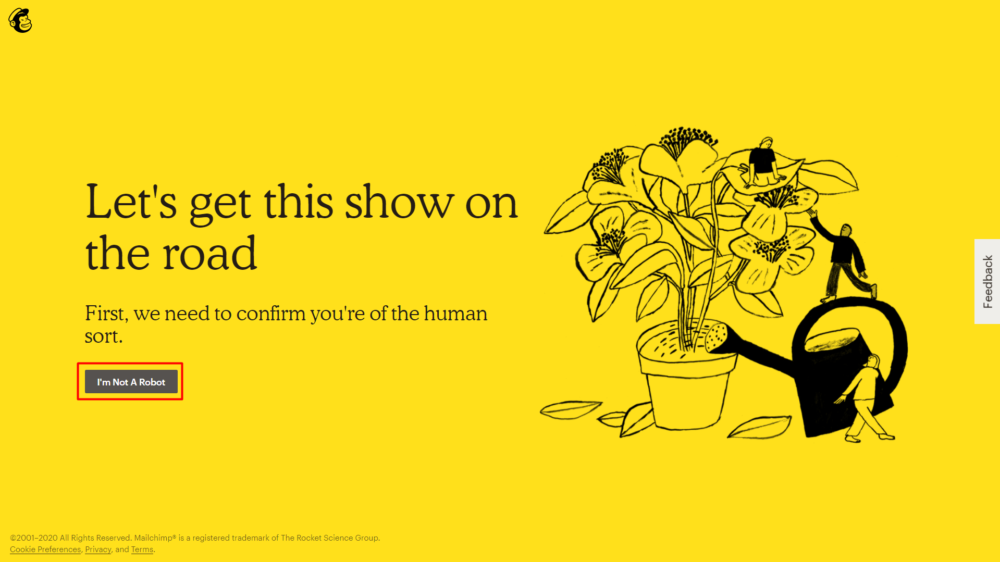 Let's get this show on
the road
First, we need to confirm you're of the human
sort.
I'm Not A Robot
Feedback
©2001–2020 All Rights Reserved. Mailchimp® is a registered trademark of The Rocket Science Group.
Cookie Preferences, Privacy, and Terms.